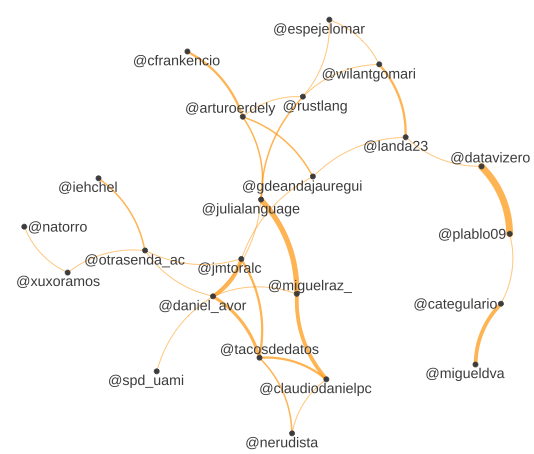 @espejelomar
@cfrankencio
@wilantgomari
@arturoerdely
@rustlang
@landa23
@datavizero
@iehchel
@gdeandajauregui
@julialanguage
@natorro
@plablo09
@otrasenda_ac
@jmtoralc
@xuxoramos
@miguelraz_
@daniel_avor
@categulario
@tacosdedatos
@migueldva
@spd_uami
@claudiodanielpc
@nerudista